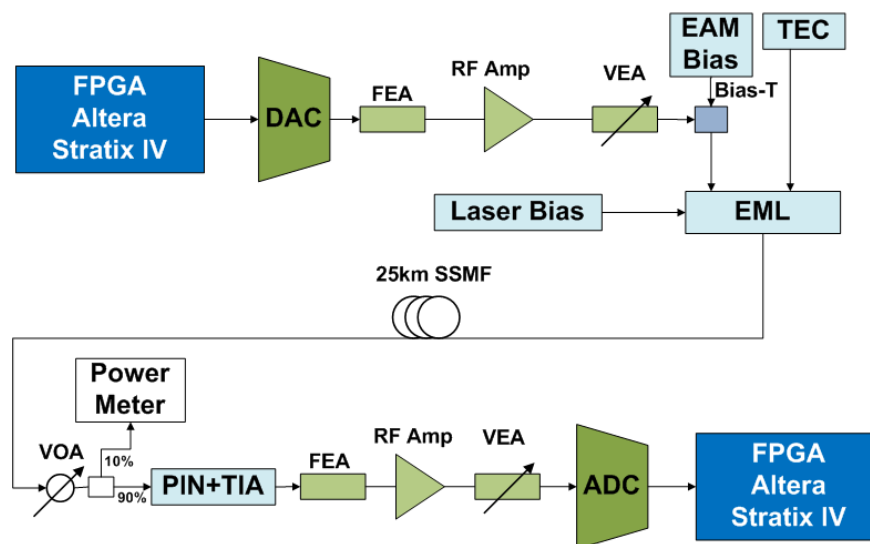 FPGA
Altera
Stratix IV
DAC
FEA
RF Amp
VEA
EAM
Bias
TEC
Bias-T
Laser Bias
EML
25km SSMF
Power
Meter
VOA
10%
90%
PIN+TIA
FEA
RF Amp
VEA
ADC
FPGA
Altera
Stratix IV